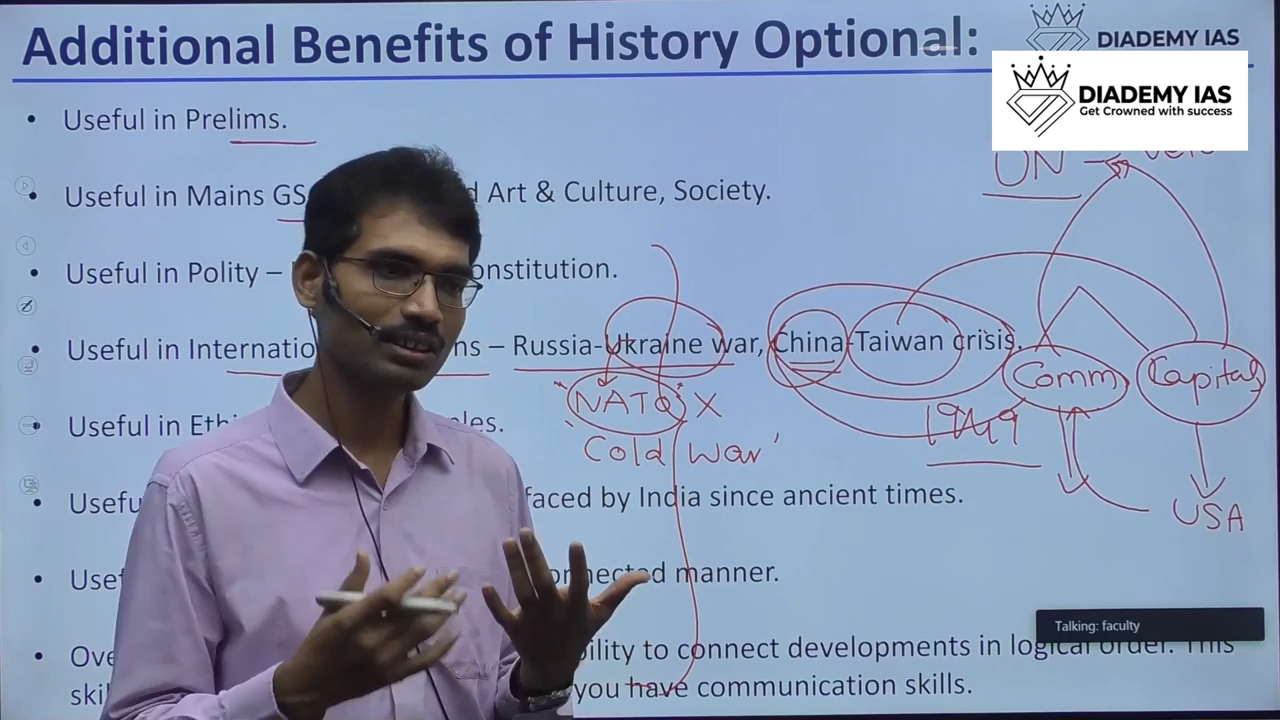 Additional Benefits of History Optional:
DIADEMY IAS
DIADEMY IAS
Get Crowned with success
• Useful in Prelims.
UN
• Useful in Mains GS Art & Culture, Society.
• Useful in Polity – onstitution.
• Useful in Internatio ns – Russia-Ukraine war, China-Taiwan crisis.
"NATO" X
Comm
Capital
1949
• Useful in Eth les.
'Cold War'
• Usefu faced by India since ancient times.
USA
• Usef onnected manner.
Talking: faculty
• Ove ility to connect developments in logical order. This
skil you have communication skills.